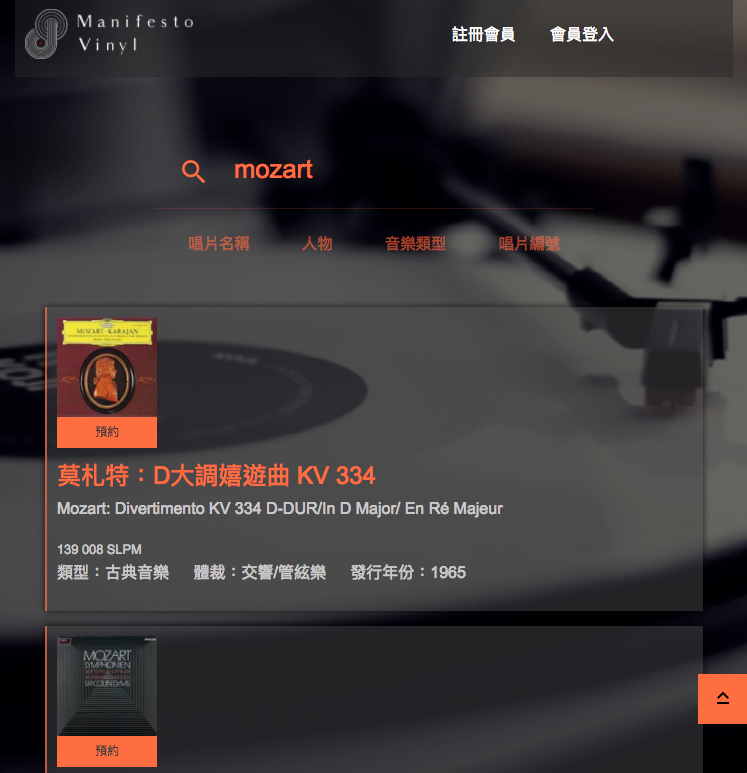 Manifesto
Vinyl
註冊會員 會員登入
mozart
唱片名稱 人物 音樂類型 唱片編號
MOZART · KARAJAN
預約
莫札特：D大調嬉遊曲 KV 334
Mozart: Divertimento KV 334 D-DUR/In D Major/ En Ré Majeur
139 008 SLPM
類型：古典音樂 體裁：交響/管絃樂 發行年份：1965
MOZART
SYMPHONIEN
SIR COLIN DAVIS
預約